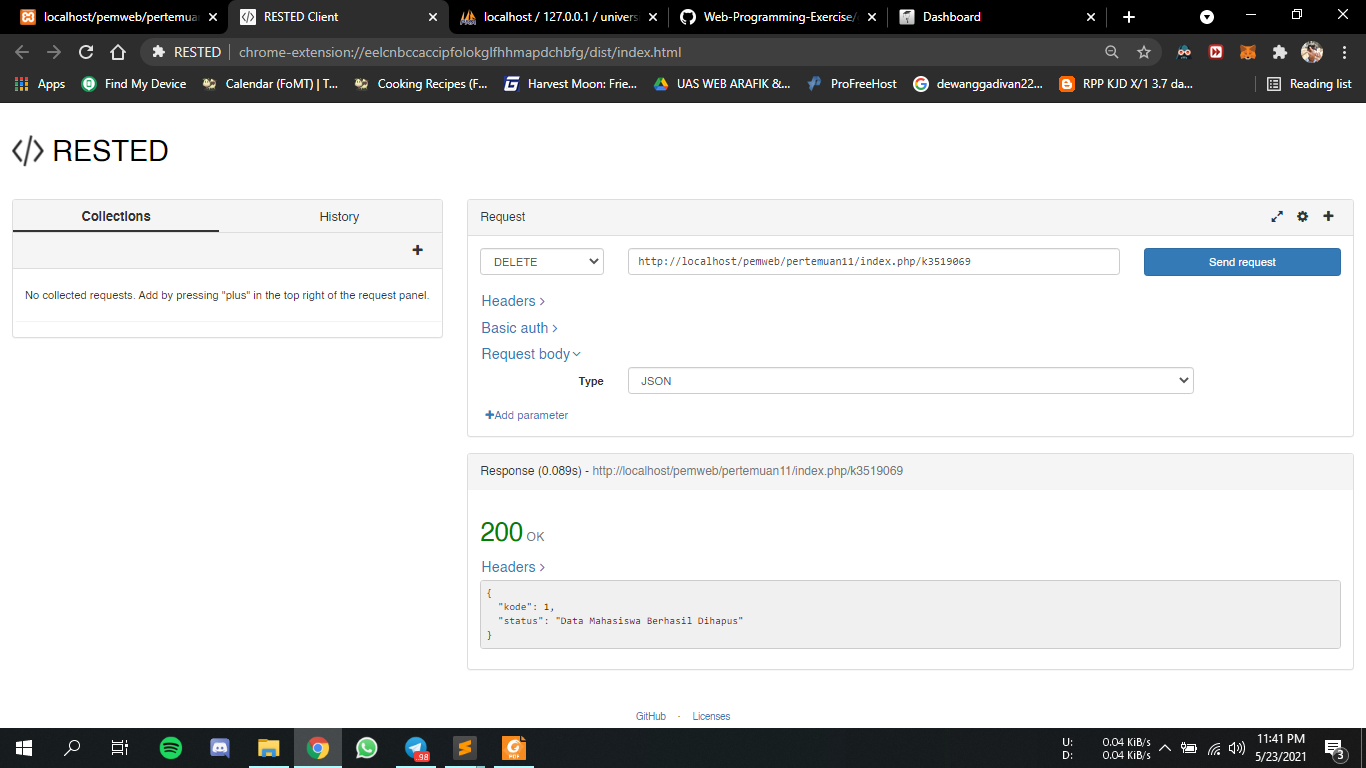 localhost/pemweb/pertemuan
RESTED Client
localhost / 127.0.0.1 / univers
Web-Programming-Exercise/
Dashboard
RESTED
chrome-extension://eelcnbccaccipfolokglfhhmapdchbfg/dist/index.html
Apps
Find My Device
Calendar (FoMT) | T...
Cooking Recipes (F...
Harvest Moon: Frie...
UAS WEB ARAFIK &...
ProFreeHost
dewanggadivan22...
RPP KJD X/1 3.7 da...
Reading list
</> RESTED
Collections
History
No collected requests. Add by pressing "plus" in the top right of the request panel.
Request
DELETE
http://localhost/pemweb/pertemuan11/index.php/k3519069
Send request
Headers
Basic auth
Request body
Type
JSON
Add parameter
Response (0.089s) - http://localhost/pemweb/pertemuan11/index.php/k3519069
200 OK
Headers
{
"kode": 1,
"status": "Data Mahasiswa Berhasil Dihapus"
}
GitHub · Licenses
98
PDF
U: 0.04 KiB/s
D: 0.04 KiB/s
11:41 PM
5/23/2021
3